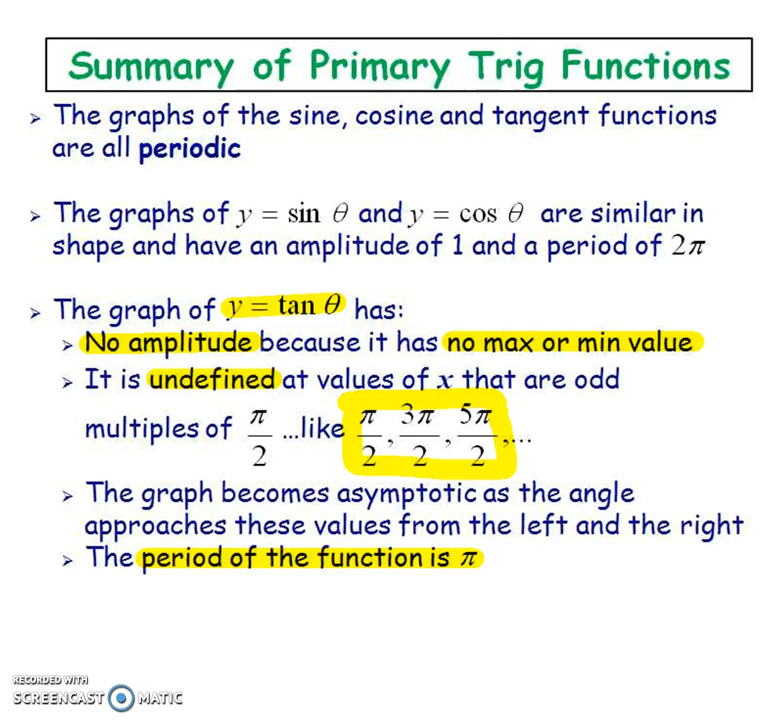 Summary of Primary Trig Functions
➢ The graphs of the sine, cosine and tangent functions
are all periodic
➢ The graphs of y = sin θ and y = cos θ are similar in
shape and have an amplitude of 1 and a period of 2π
➢ The graph of y = tan θ has:
➢ No amplitude because it has no max or min value
➢ It is undefined at values of x that are odd
multiples of π/2 ...like π/2, 3π/2, 5π/2,...
➢ The graph becomes asymptotic as the angle
approaches these values from the left and the right
➢ The period of the function is π
RECORDED WITH
SCREENCAST MATIC